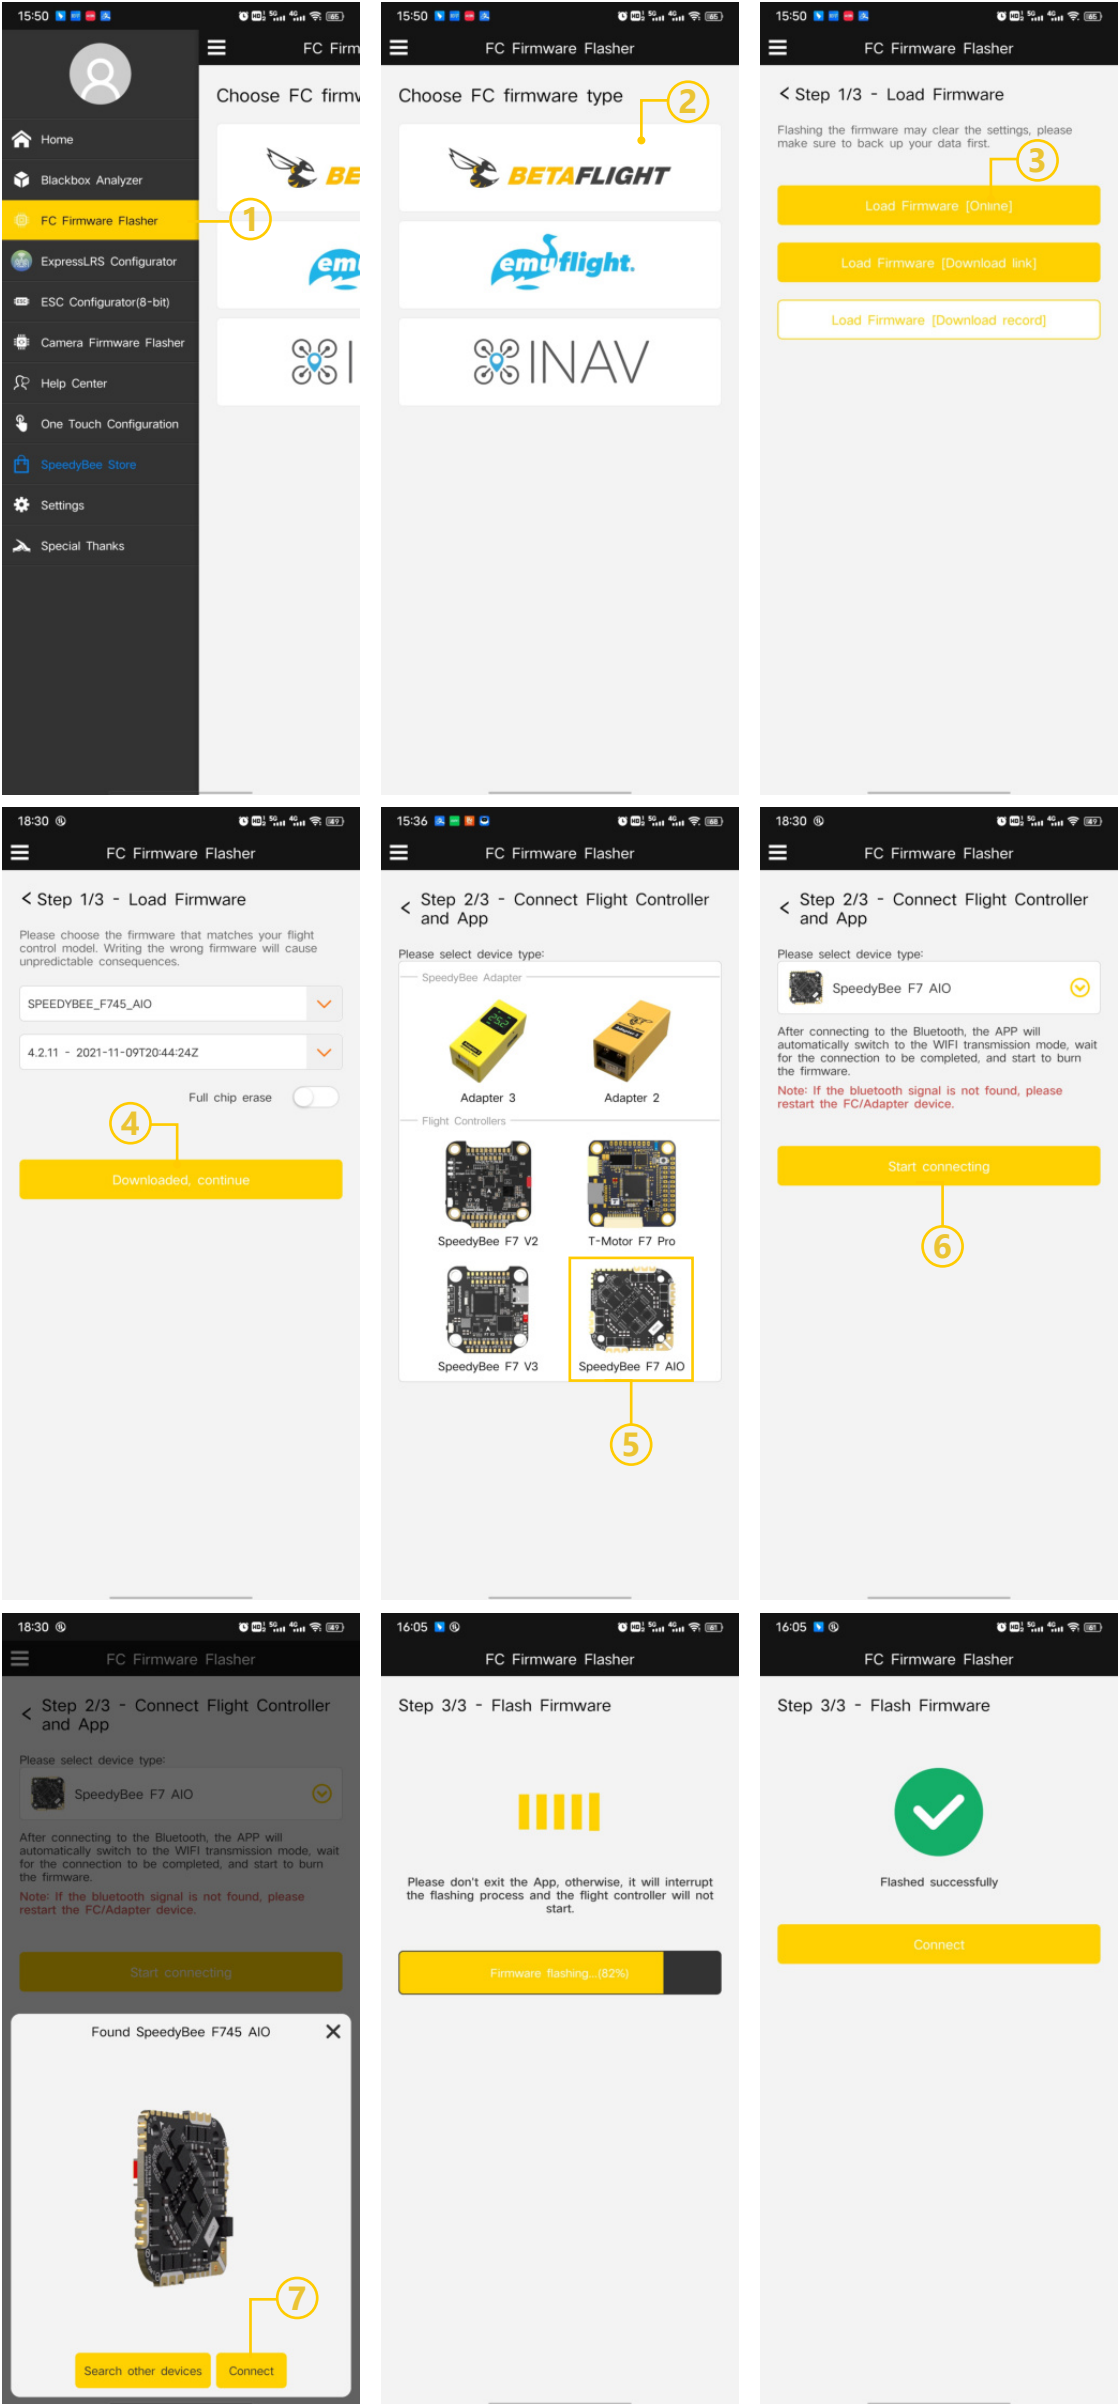 15:50
FC Firm
Choose FC firmw
BE
em
Home
Blackbox Analyzer
FC Firmware Flasher
1
ExpressLRS Configurator
ESC Configurator(8-bit)
Camera Firmware Flasher
Help Center
One Touch Configuration
SpeedyBee Store
Settings
Special Thanks
15:50
FC Firmware Flasher
Choose FC firmware type
2
BETAFLIGHT
emuflight.
INAV
15:50
FC Firmware Flasher
< Step 1/3 - Load Firmware
Flashing the firmware may clear the settings, please
make sure to back up your data first.
3
Load Firmware [Online]
Load Firmware [Download link]
Load Firmware [Download record]
18:30
FC Firmware Flasher
< Step 1/3 - Load Firmware
Please choose the firmware that matches your flight
control model. Writing the wrong firmware will cause
unpredictable consequences.
SPEEDYBEE_F745_AIO
4.2.11 - 2021-11-09T20:44:24Z
Full chip erase
4
Downloaded, continue
15:36
FC Firmware Flasher
< Step 2/3 - Connect Flight Controller
and App
Please select device type:
SpeedyBee Adapter
Adapter 3
Adapter 2
Flight Controllers
SpeedyBee F7 V2
T-Motor F7 Pro
SpeedyBee F7 V3
SpeedyBee F7 AIO
5
18:30
FC Firmware Flasher
< Step 2/3 - Connect Flight Controller
and App
Please select device type:
SpeedyBee F7 AIO
After connecting to the Bluetooth, the APP will
automatically switch to the WIFI transmission mode, wait
for the connection to be completed, and start to burn
the firmware.
Note: If the bluetooth signal is not found, please
restart the FC/Adapter device.
Start connecting
6
18:30
FC Firmware Flasher
< Step 2/3 - Connect Flight Controller
and App
Please select device type:
SpeedyBee F7 AIO
After connecting to the Bluetooth, the APP will
automatically switch to the WIFI transmission mode, wait
for the connection to be completed, and start to burn
the firmware.
Note: If the bluetooth signal is not found, please
restart the FC/Adapter device.
Start connecting
Found SpeedyBee F745 AIO
7
Search other devices
Connect
16:05
FC Firmware Flasher
Step 3/3 - Flash Firmware
Please don't exit the App, otherwise, it will interrupt
the flashing process and the flight controller will not
start.
Firmware flashing...(82%)
16:05
FC Firmware Flasher
Step 3/3 - Flash Firmware
Flashed successfully
Connect